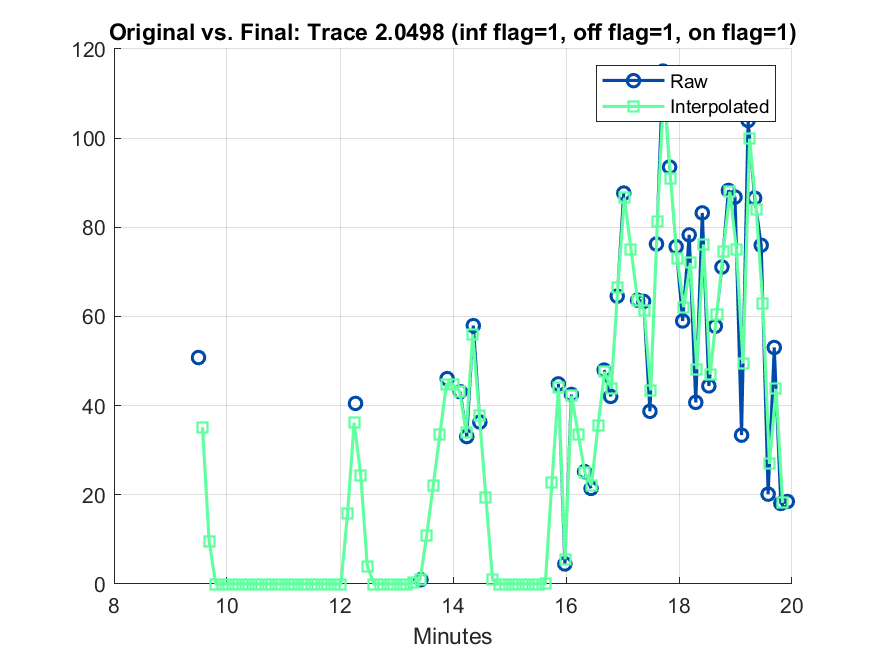 Original vs. Final: Trace 2.0498 (inf flag=1, off flag=1, on flag=1)
120
100
80
60
40
20
0
Raw
Interpolated
8 10 12 14 16 18 20
Minutes